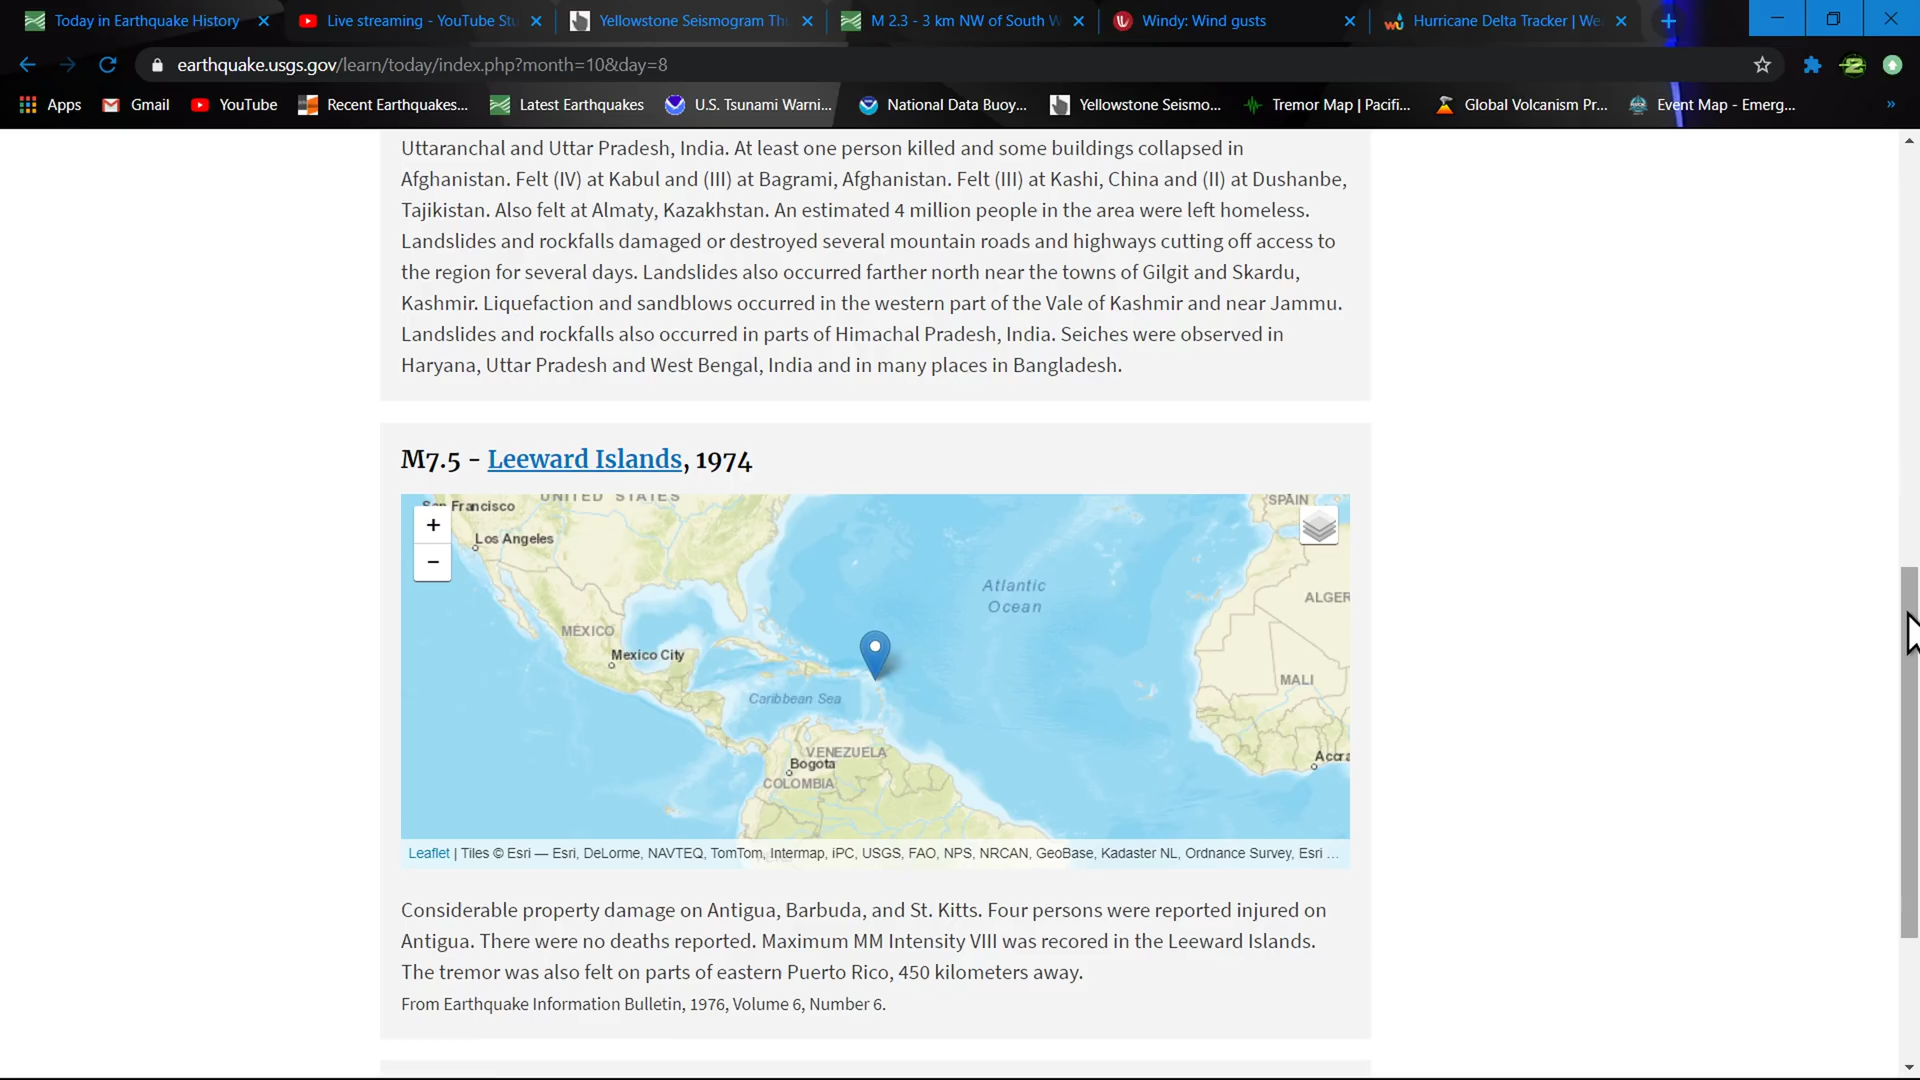 Today in Earthquake History
Live streaming - YouTube Stu
Yellowstone Seismogram Th
M 2.3 - 3 km NW of South W
Windy: Wind gusts
Hurricane Delta Tracker | We
earthquake.usgs.gov/learn/today/index.php?month=10&day=8
Apps
Gmail
YouTube
Recent Earthquakes...
Latest Earthquakes
U.S. Tsunami Warni...
National Data Buoy...
Yellowstone Seismo...
Tremor Map | Pacifi...
Global Volcanism Pr...
Event Map - Emerg...
»
Uttaranchal and Uttar Pradesh, India. At least one person killed and some buildings collapsed in
Afghanistan. Felt (IV) at Kabul and (III) at Bagrami, Afghanistan. Felt (III) at Kashi, China and (II) at Dushanbe,
Tajikistan. Also felt at Almaty, Kazakhstan. An estimated 4 million people in the area were left homeless.
Landslides and rockfalls damaged or destroyed several mountain roads and highways cutting off access to
the region for several days. Landslides also occurred farther north near the towns of Gilgit and Skardu,
Kashmir. Liquefaction and sandblows occurred in the western part of the Vale of Kashmir and near Jammu.
Landslides and rockfalls also occurred in parts of Himachal Pradesh, India. Seiches were observed in
Haryana, Uttar Pradesh and West Bengal, India and in many places in Bangladesh.
M7.5 - Leeward Islands, 1974
UNITED STATES
San Francisco
SPAIN
+
−
Los Angeles
Atlantic
Ocean
ALGER
MÉXICO
Mexico City
MALI
Caribbean Sea
VENEZUELA
Bogota
COLOMBIA
Accra
Leaflet | Tiles © Esri — Esri, DeLorme, NAVTEQ, TomTom, Intermap, iPC, USGS, FAO, NPS, NRCAN, GeoBase, Kadaster NL, Ordnance Survey, Esri ...
Considerable property damage on Antigua, Barbuda, and St. Kitts. Four persons were reported injured on
Antigua. There were no deaths reported. Maximum MM Intensity VIII was recored in the Leeward Islands.
The tremor was also felt on parts of eastern Puerto Rico, 450 kilometers away.
From Earthquake Information Bulletin, 1976, Volume 6, Number 6.